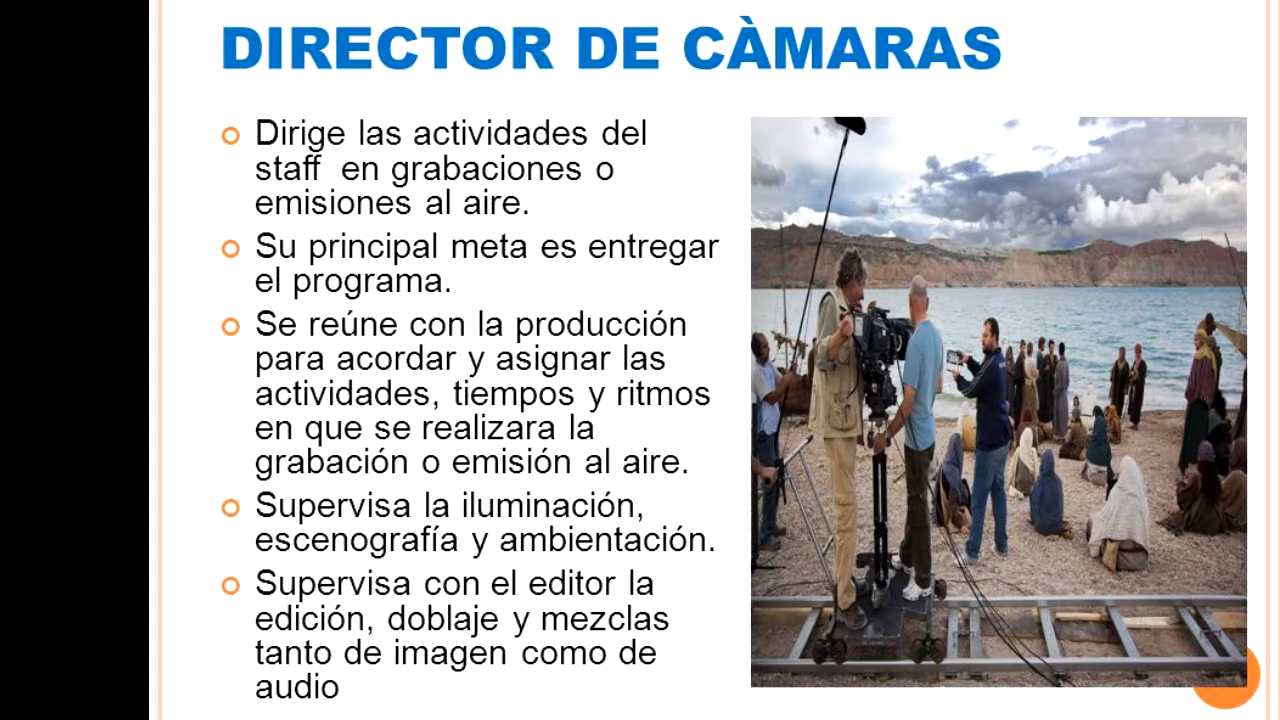 DIRECTOR DE CÀMARAS
Dirige las actividades del
staff  en grabaciones o
emisiones al aire.
Su principal meta es entregar
el programa.
Se reúne con la producción
para acordar y asignar las
actividades, tiempos y ritmos
en que se realizara la
grabación o emisión al aire.
Supervisa la iluminación,
escenografía y ambientación.
Supervisa con el editor la
edición, doblaje y mezclas
tanto de imagen como de
audio